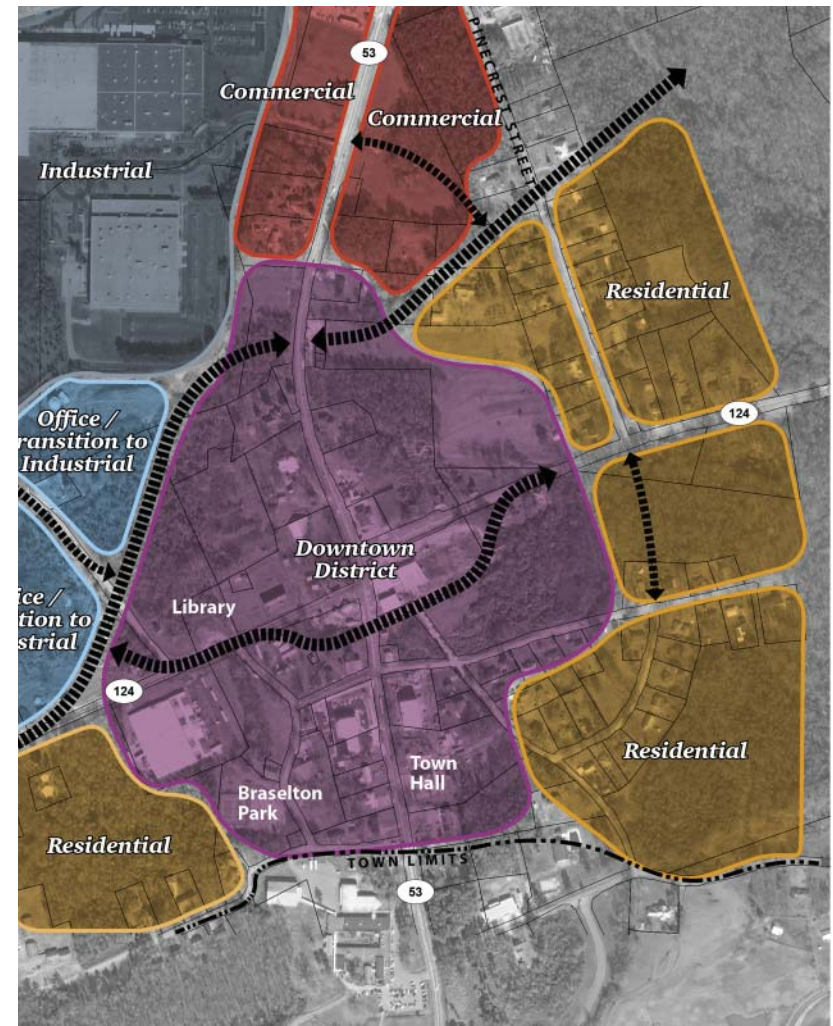 53
PINECREST STREET
Commercial
Commercial
Industrial
Residential
124
Office /
ransition to
Industrial
Downtown
District
ice /
tion to
strial
Library
124
Town
Hall
Braselton
Park
Residential
Residential
TOWN LIMITS
53